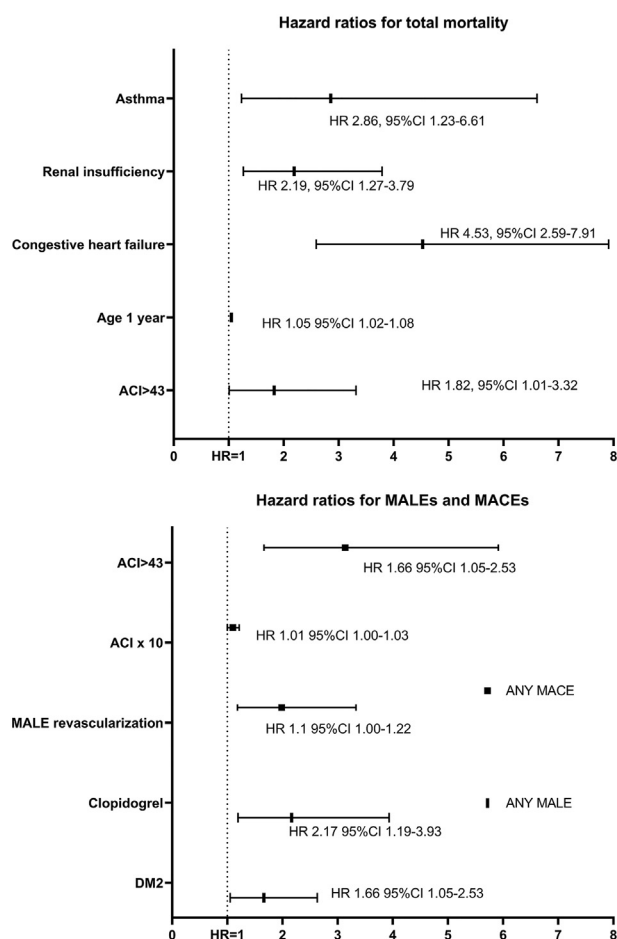 Hazard ratios for total mortality
Asthma
HR 2.86, 95%CI 1.23-6.61
Renal insufficiency
HR 2.19, 95%CI 1.27-3.79
Congestive heart failure
HR 4.53, 95%CI 2.59-7.91
Age 1 year
HR 1.05 95%CI 1.02-1.08
ACI>43
HR 1.82, 95%CI 1.01-3.32
0 HR=1 2 3 4 5 6 7 8
Hazard ratios for MALEs and MACEs
ACI>43
HR 1.66 95%CI 1.05-2.53
ACI x 10
HR 1.01 95%CI 1.00-1.03
ANY MACE
MALE revascularization
HR 1.1 95%CI 1.00-1.22
Clopidogrel
ANY MALE
HR 2.17 95%CI 1.19-3.93
DM2
HR 1.66 95%CI 1.05-2.53
0 HR=1 2 3 4 5 6 7 8